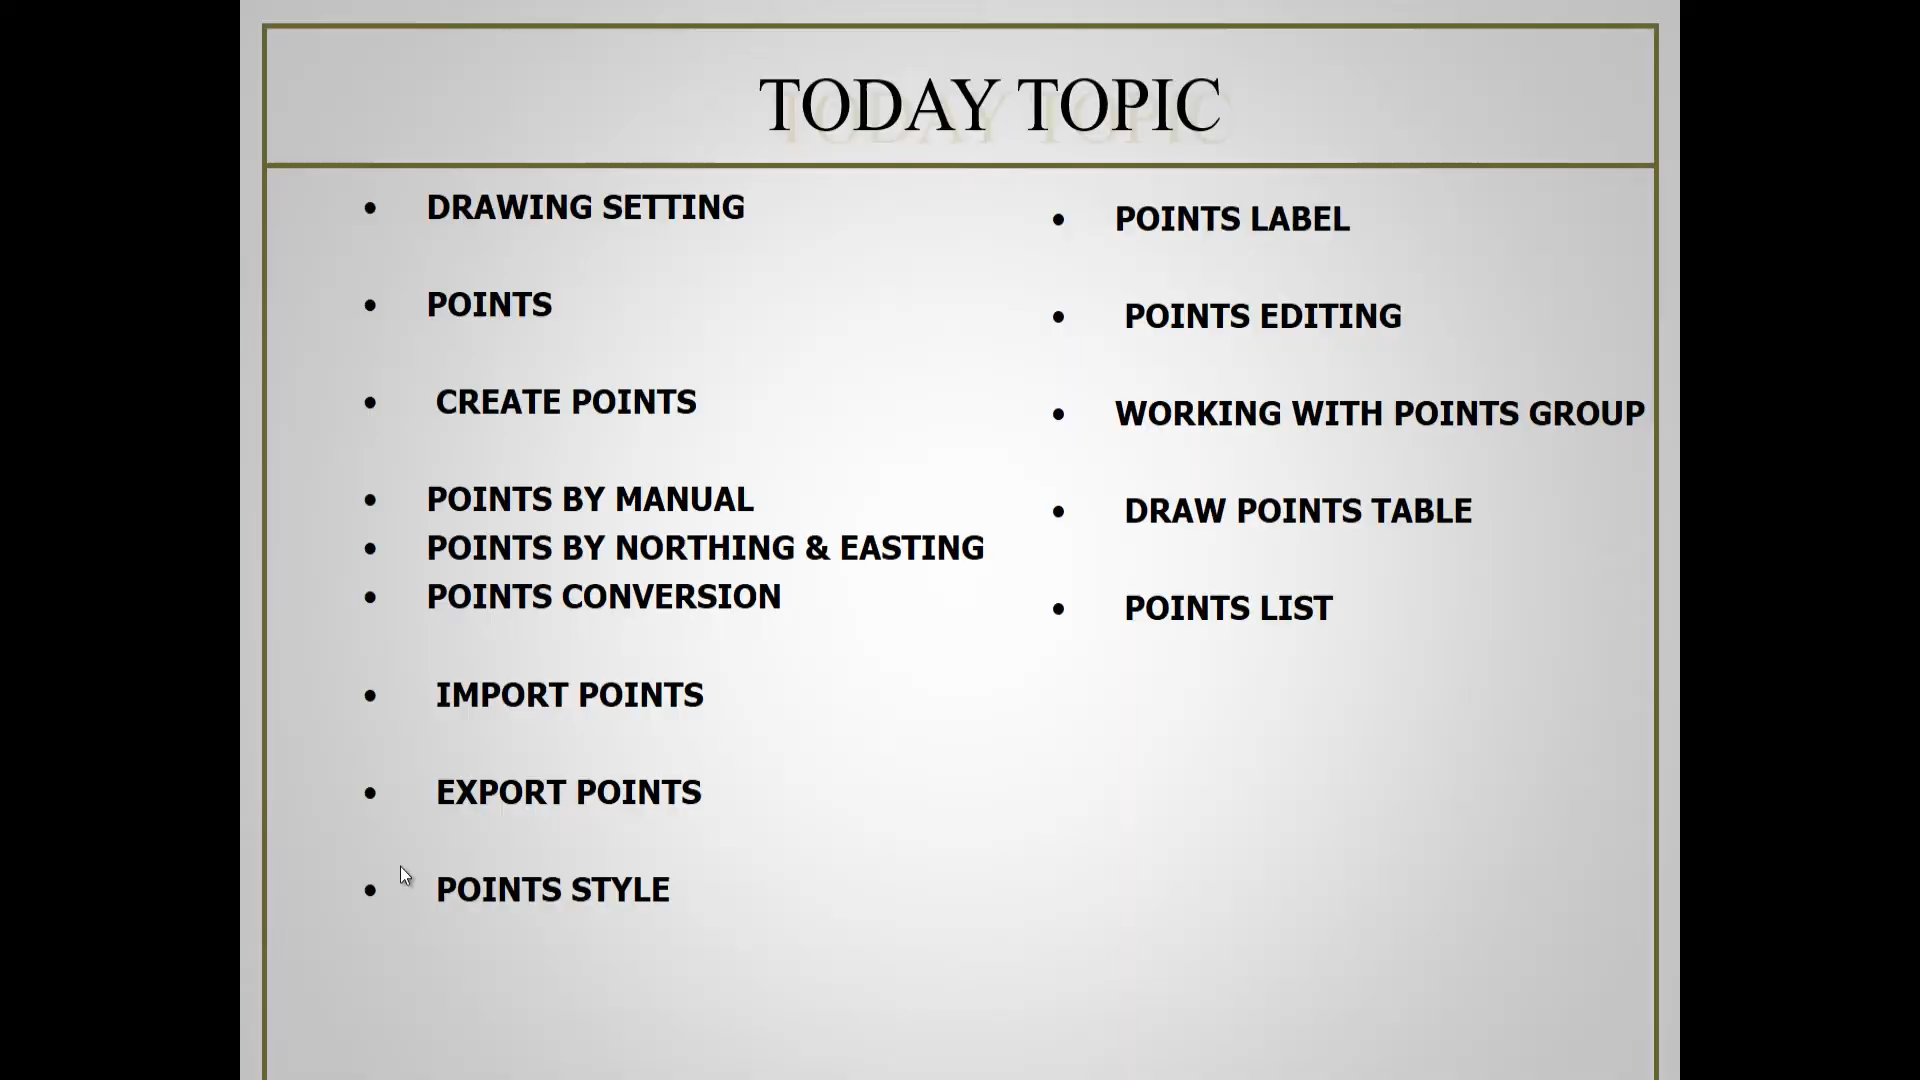 TODAY TOPIC
• DRAWING SETTING
• POINTS
• CREATE POINTS
• POINTS BY MANUAL
• POINTS BY NORTHING & EASTING
• POINTS CONVERSION
• IMPORT POINTS
• EXPORT POINTS
• POINTS STYLE
• POINTS LABEL
• POINTS EDITING
• WORKING WITH POINTS GROUP
• DRAW POINTS TABLE
• POINTS LIST